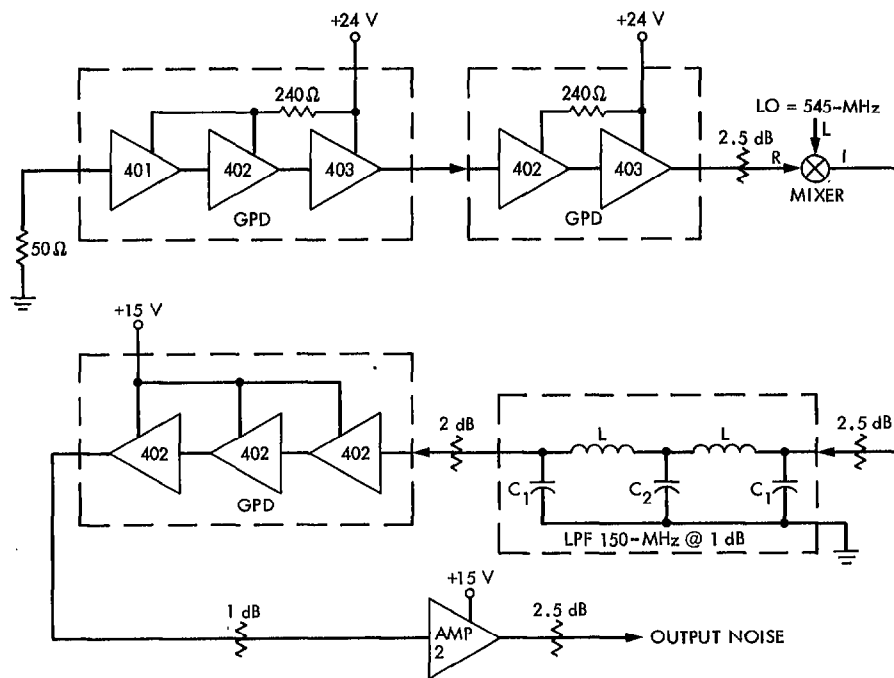 +24 V
+24 V
240Ω
240Ω
LO = 545-MHz
L
2.5 dB
R
I
MIXER
401
402
403
402
403
GPD
GPD
50Ω
+15 V
2 dB
L
L
2.5 dB
402
402
402
GPD
C1
C2
C1
LPF 150-MHz @ 1 dB
+15 V
1 dB
AMP
2
2.5 dB
OUTPUT NOISE